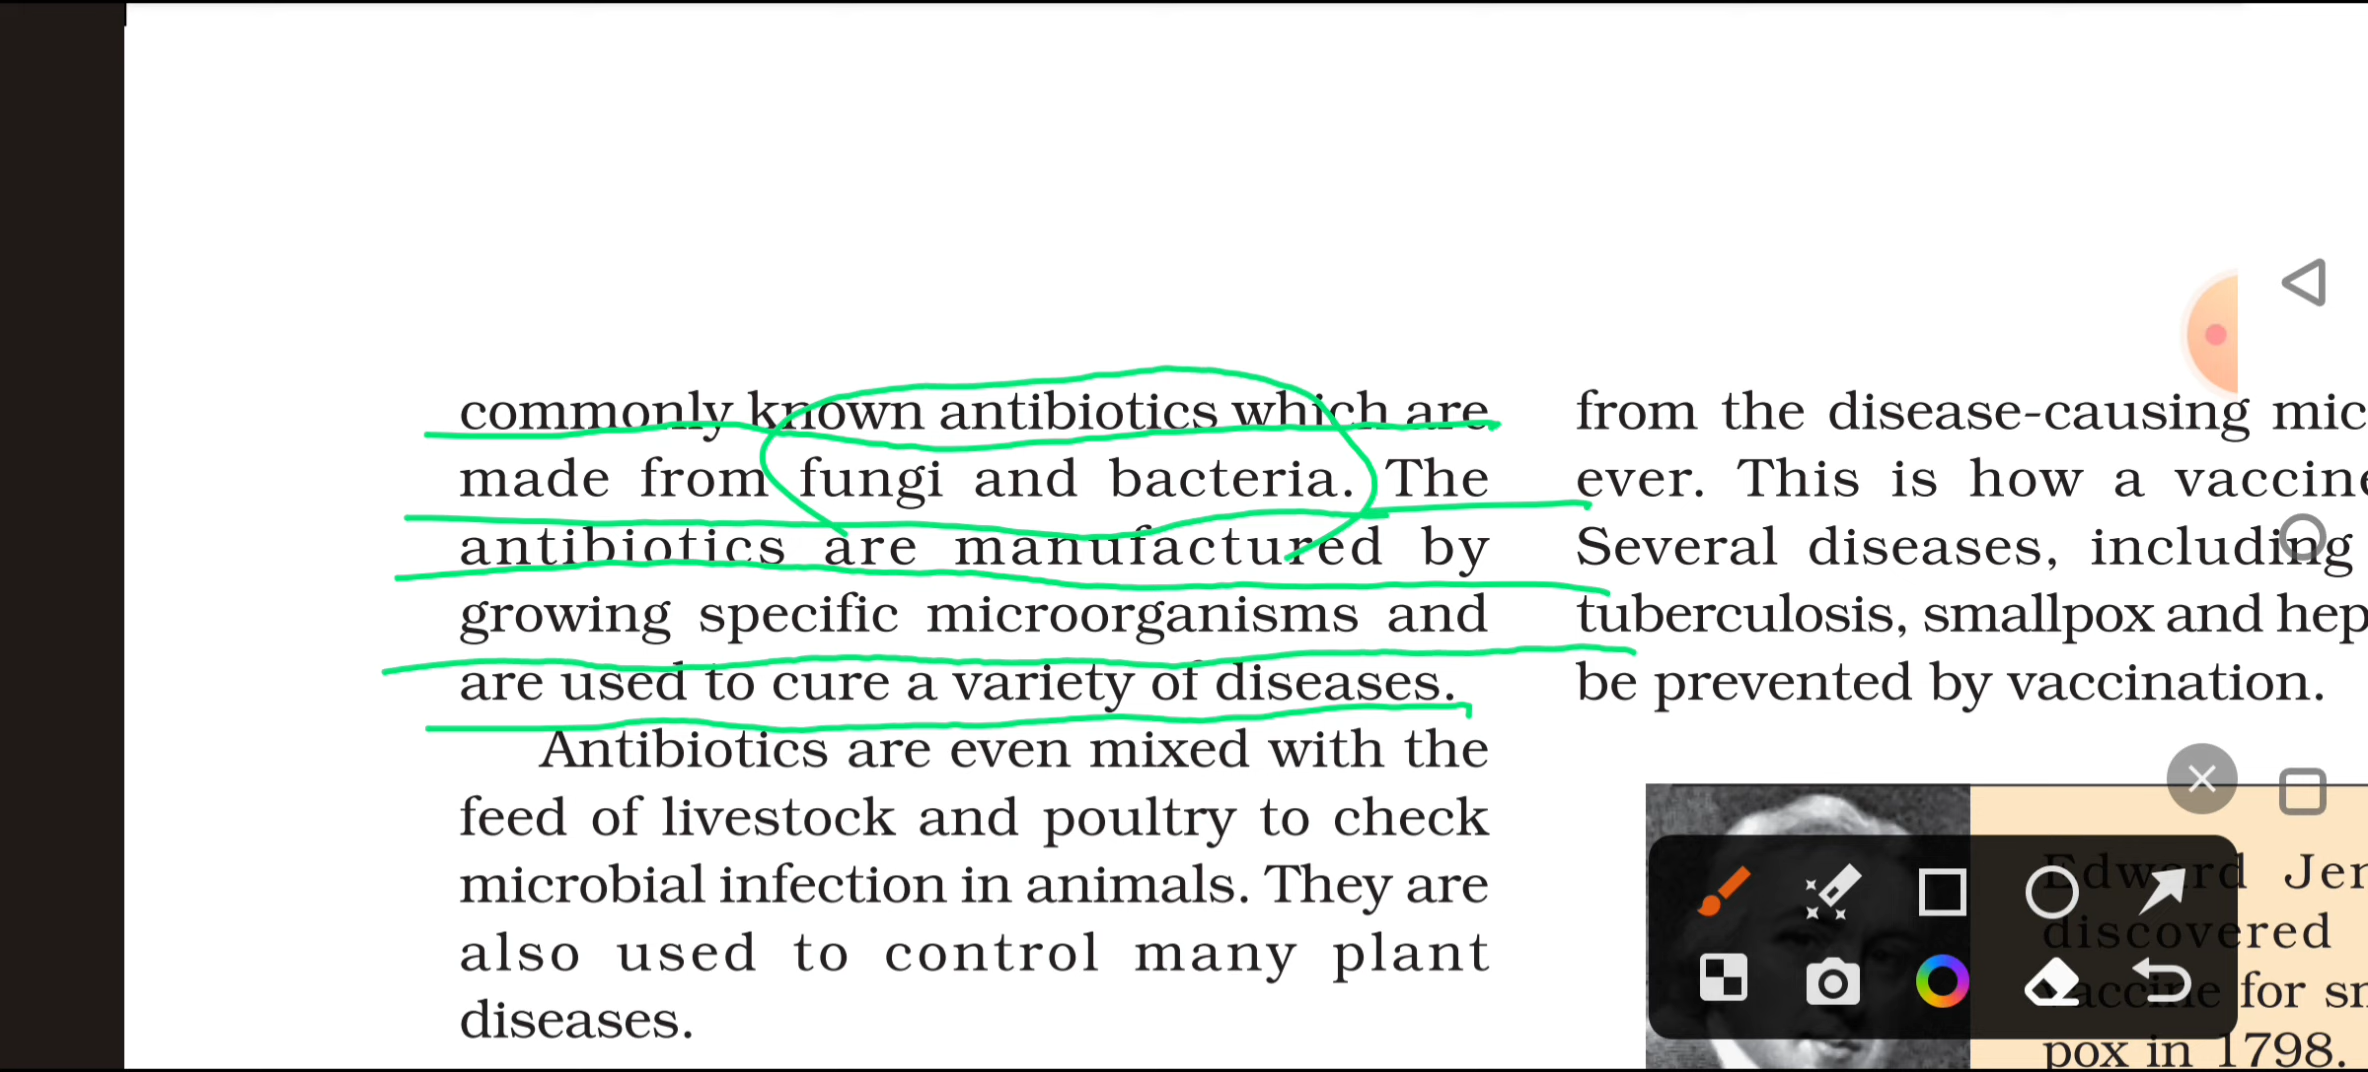 commonly known antibiotics which are
made from fungi and bacteria. The
antibiotics are manufactured by
growing specific microorganisms and
are used to cure a variety of diseases.
Antibiotics are even mixed with the
feed of livestock and poultry to check
microbial infection in animals. They are
also used to control many plant
diseases.
from the disease-causing mic
ever. This is how a vaccine
Several diseases, including
tuberculosis, smallpox and hep
be prevented by vaccination.
Edward Jen
discovered
vaccine for sm
pox in 1798.